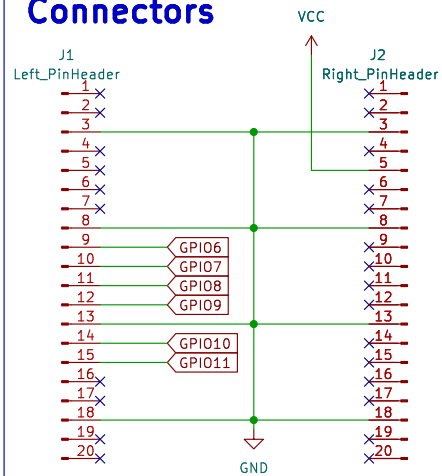 Connectors
VCC
J1
J2
Left_PinHeader
Right_PinHeader
1 1
2 2
3 3
4 4
5 5
6 6
7 7
8 8
9 GPIO6 9
10 GPIO7 10
11 GPIO8 11
12 GPIO9 12
13 13
14 GPIO10 14
15 GPIO11 15
16 16
17 17
18 18
19 19
20 20
GND